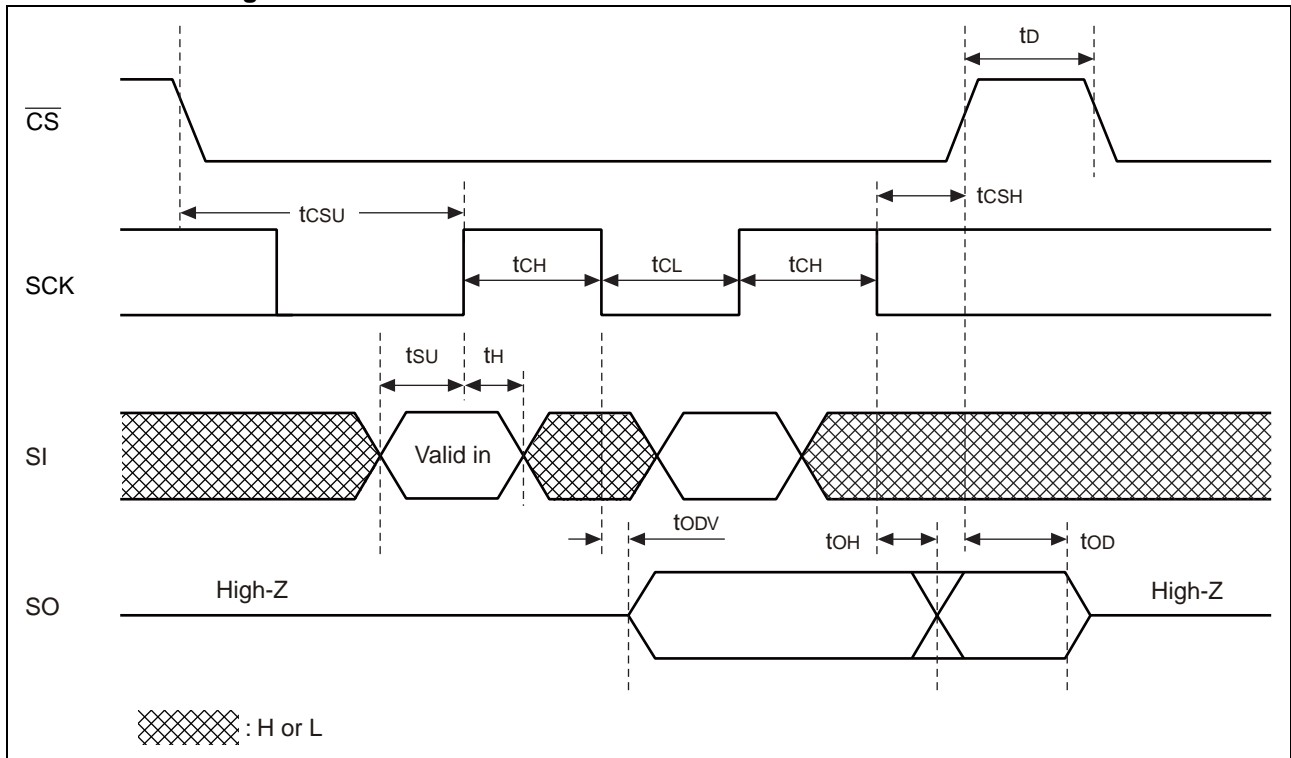 tD
CS
tCSH
tCSU
SCK
tCH
tCL
tCH
tSU
tH
SI
Valid in
tODV
tOH
tOD
High-Z
High-Z
SO
: H or L